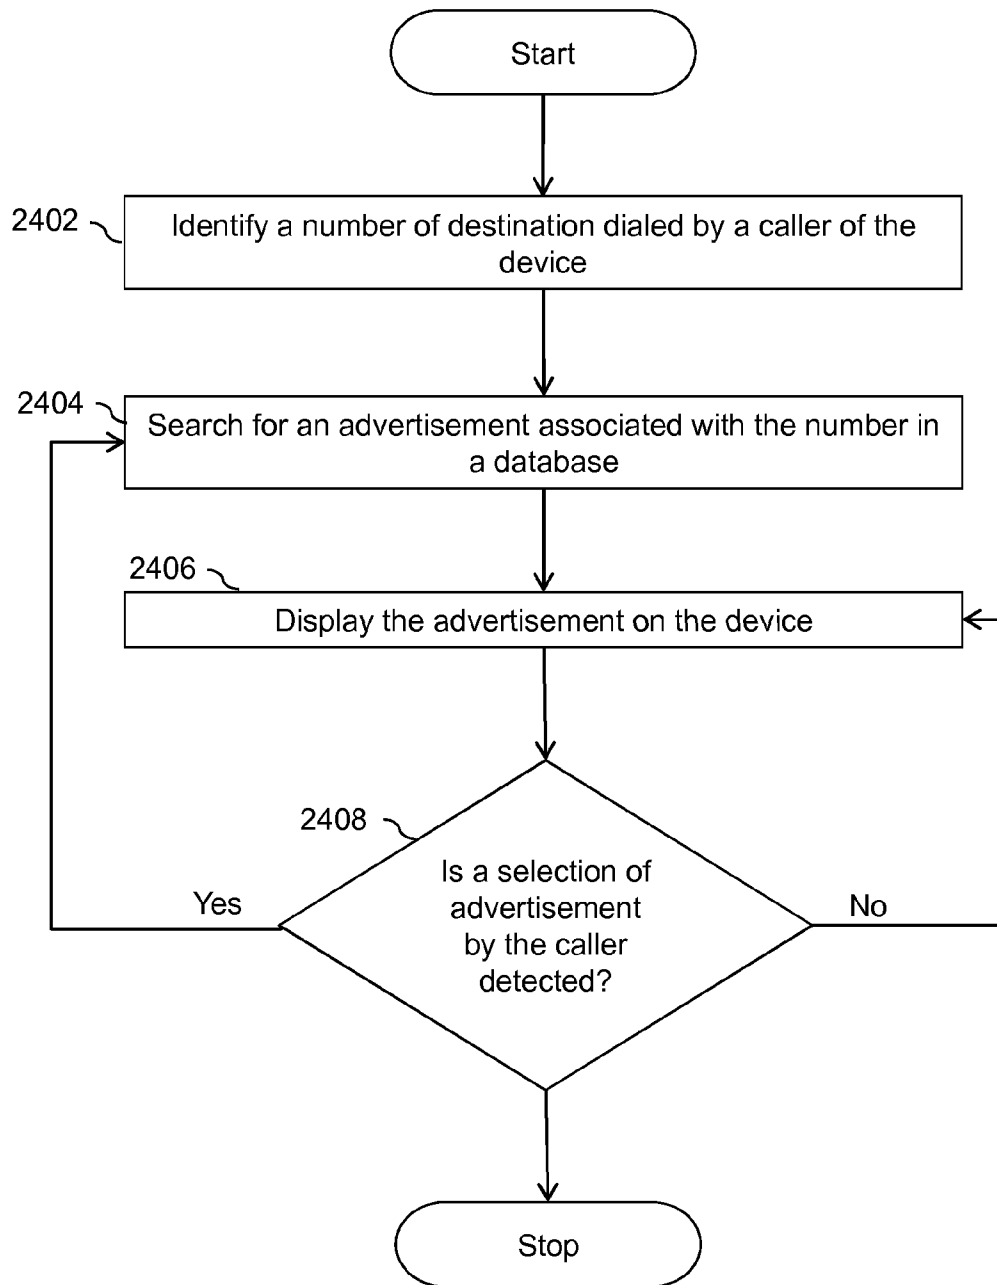 Start
2402
Identify a number of destination dialed by a caller of the
device
2404
Search for an advertisement associated with the number in
a database
2406
Display the advertisement on the device
2408
Is a selection of
advertisement
by the caller
detected?
Yes
No
Stop